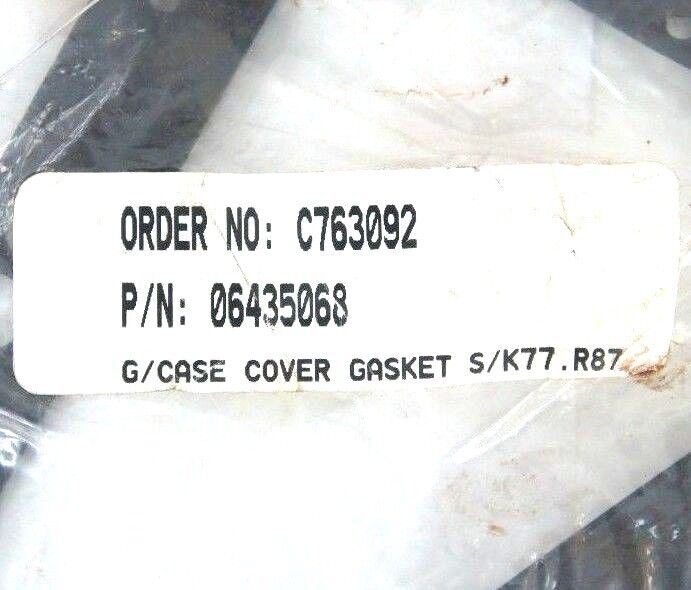 ORDER NO: C763092
P/N: 06435068
G/CASE COVER GASKET S/K77.R87